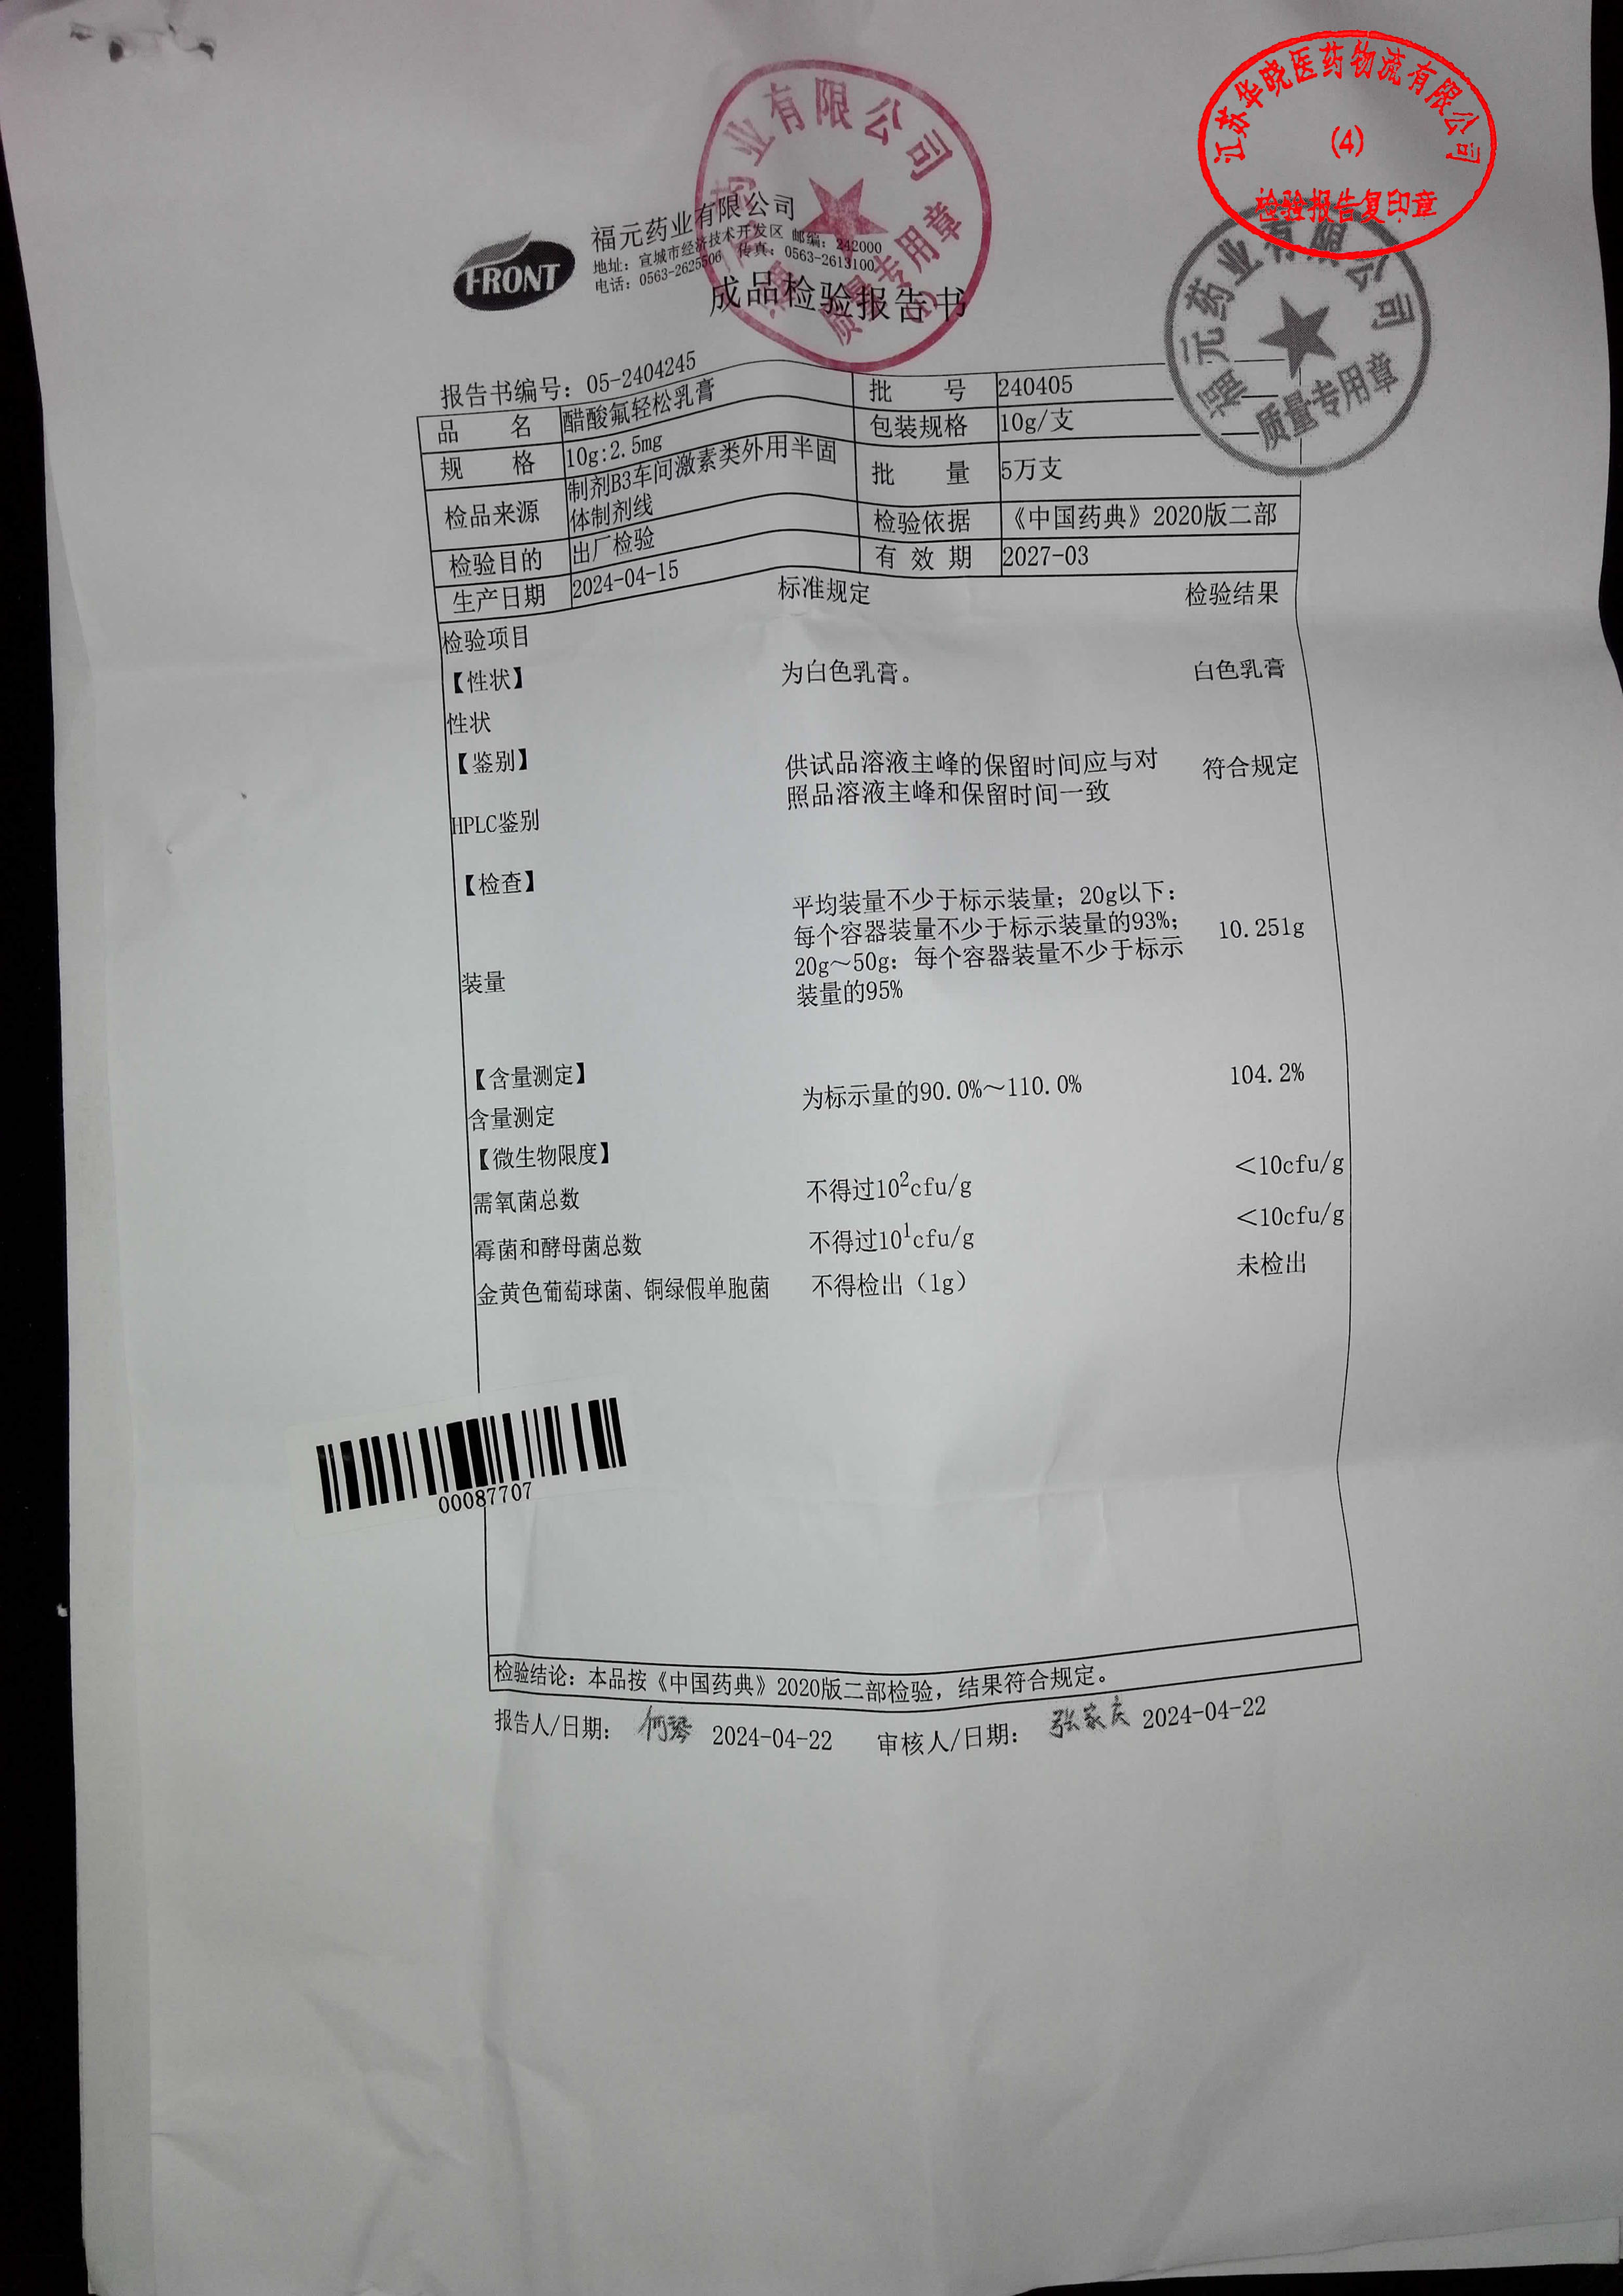 江苏华晓医药物流有限公司
(4)
检验报告复印章
药业有限公司
质量专用章
(1)
福元药业有限公司
质量专用章
FRONT
福元药业有限公司
地址：宣城市经济技术开发区 邮编：242000
电话：0563-2625506 传真：0563-2613100
成品检验报告书
报告书编号：05-2404245
品 名 醋酸氟轻松乳膏 批 号 240405
规 格 10g:2.5mg 包装规格 10g/支
检品来源 制剂B3车间激素类外用半固体制剂线 批 量 5万支
检验目的 出厂检验 检验依据 《中国药典》2020版二部
生产日期 2024-04-15 有 效 期 2027-03
检验项目 标准规定 检验结果
【性状】
性状 为白色乳膏。 白色乳膏
【鉴别】
HPLC鉴别 供试品溶液主峰的保留时间应与对 符合规定
照品溶液主峰和保留时间一致
【检查】
装量 平均装量不少于标示装量；20g以下： 10.251g
每个容器装量不少于标示装量的93%；
20g～50g：每个容器装量不少于标示
装量的95%
【含量测定】
含量测定 为标示量的90.0%～110.0% 104.2%
【微生物限度】
需氧菌总数 不得过10²cfu/g ＜10cfu/g
霉菌和酵母菌总数 不得过10¹cfu/g ＜10cfu/g
金黄色葡萄球菌、铜绿假单胞菌 不得检出（1g） 未检出
00087707
检验结论：本品按《中国药典》2020版二部检验，结果符合规定。
报告人/日期： 何琴 2024-04-22 审核人/日期： 张家庆 2024-04-22